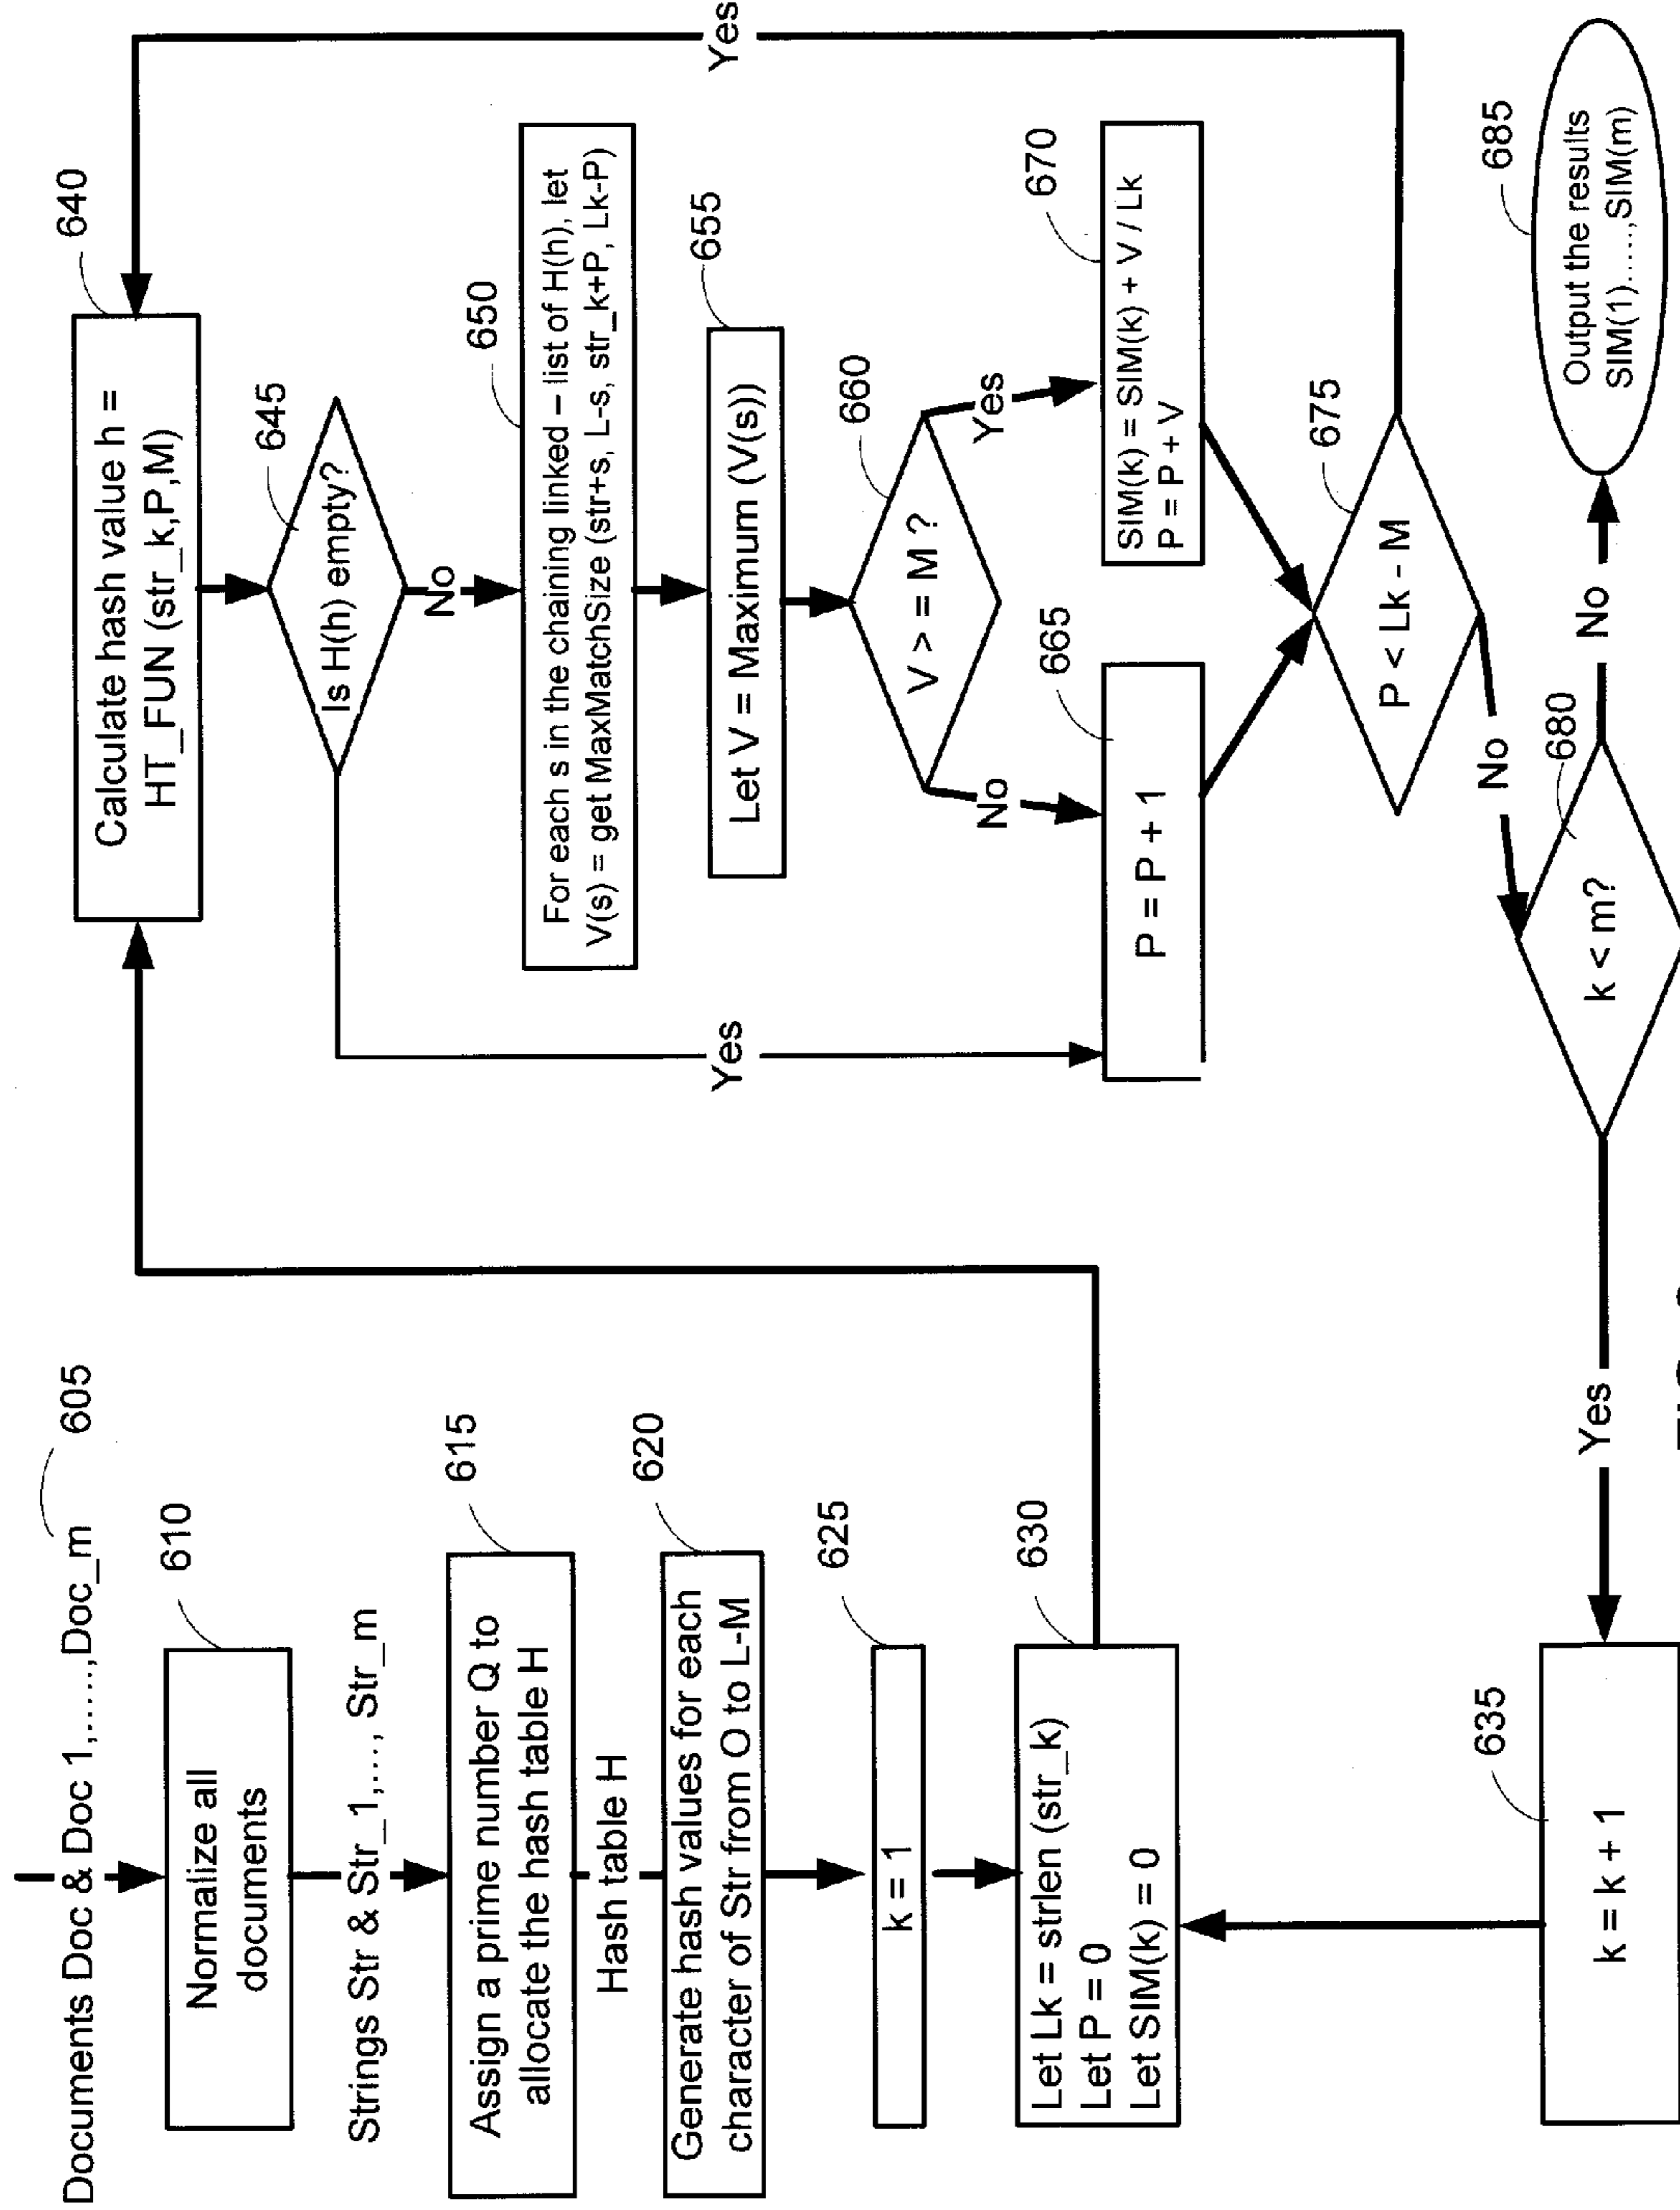 Documents Doc & Doc 1,.....,Doc_m
605
610
Normalize all
documents
Strings Str & Str_1,..., Str_m
615
Assign a prime number Q to
allocate the hash table H
Hash table H
620
Generate hash values for each
character of Str from O to L-M
625
k = 1
630
Let Lk = strlen (str_k)
Let P = 0
Let SIM(k) = 0
635
k = k + 1
640
Calculate hash value h =
HT_FUN (str_k,P,M)
645
Is H(h) empty?
Yes
No
650
For each s in the chaining linked – list of H(h), let
V(s) = get MaxMatchSize (str+s, L-s, str_k+P, Lk-P)
655
Let V = Maximum (V(s))
660
V > = M ?
No
Yes
665
P = P + 1
670
SIM(k) = SIM(k) + V / Lk
P = P + V
675
P < Lk - M
Yes
No
680
k < m?
Yes
No
685
Output the results
SIM(1).....,SIM(m)